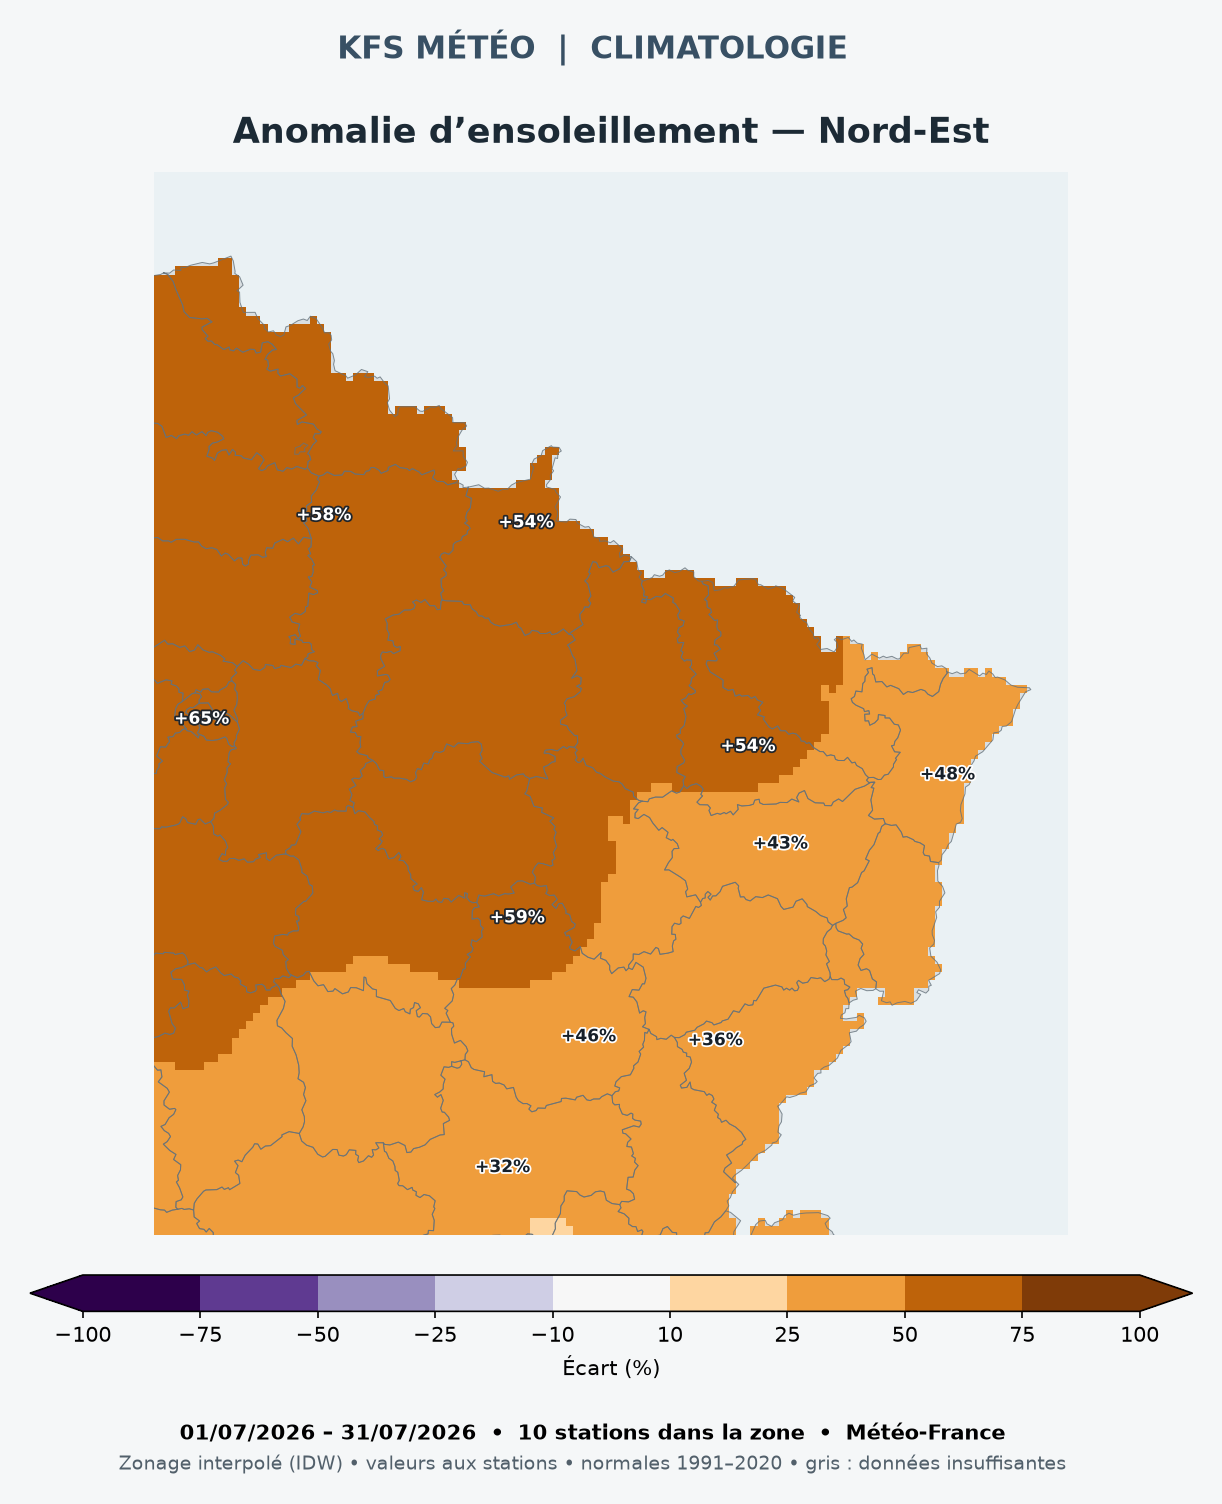 KFS MÉTÉO | CLIMATOLOGIE
Anomalie d’ensoleillement — Nord-Est
+58%
+54%
+65%
+54%
+48%
+43%
+59%
+46%
+36%
+32%
−100 −75 −50 −25 −10 10 25 50 75 100
Écart (%)
01/07/2026 – 31/07/2026 • 10 stations dans la zone • Météo-France
Zonage interpolé (IDW) • valeurs aux stations • normales 1991–2020 • gris : données insuffisantes